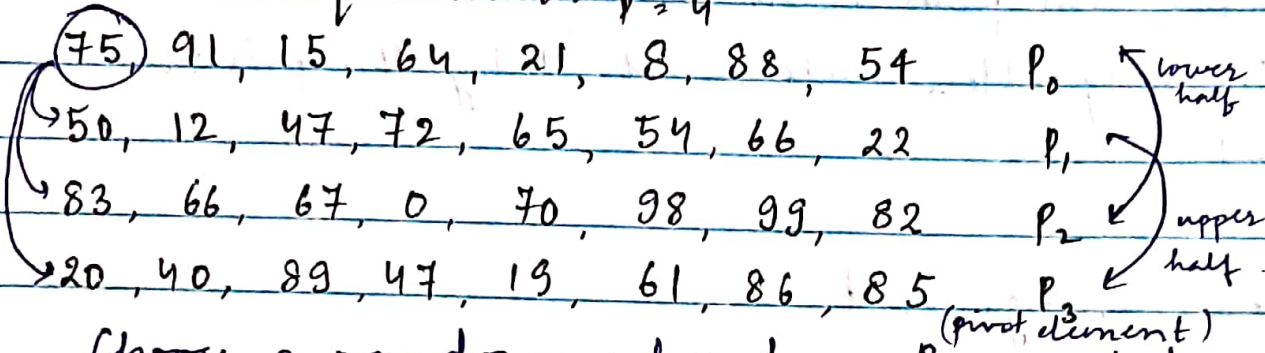 p = 4
75, 91, 15, 64, 21, 8, 88, 54 P0 lower half
50, 12, 47, 72, 65, 54, 66, 22 P1
83, 66, 67, 0, 70, 98, 99, 82 P2 upper half
20, 40, 89, 47, 19, 61, 86, 85 P3
(pivot element)